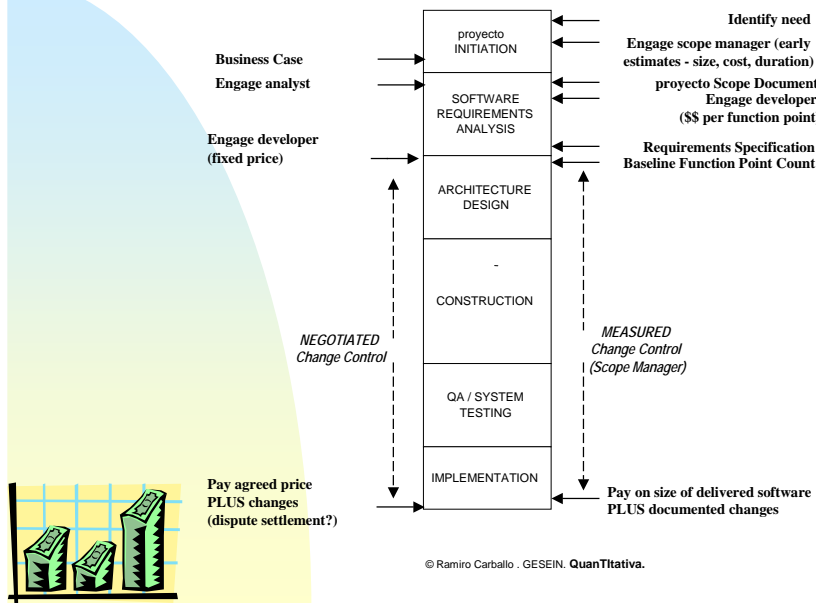 Identify need
proyecto
INITIATION
Engage scope manager (early
estimates - size, cost, duration)
Business Case
Engage analyst
proyecto Scope Document
Engage developer
($$ per function point
SOFTWARE
REQUIREMENTS
ANALYSIS
Engage developer
(fixed price)
Requirements Specification
Baseline Function Point Count
ARCHITECTURE
DESIGN
-
CONSTRUCTION
NEGOTIATED
Change Control
MEASURED
Change Control
(Scope Manager)
QA / SYSTEM
TESTING
IMPLEMENTATION
Pay agreed price
PLUS changes
(dispute settlement?)
Pay on size of delivered software
PLUS documented changes
© Ramiro Carballo . GESEIN. QuanTItativa.